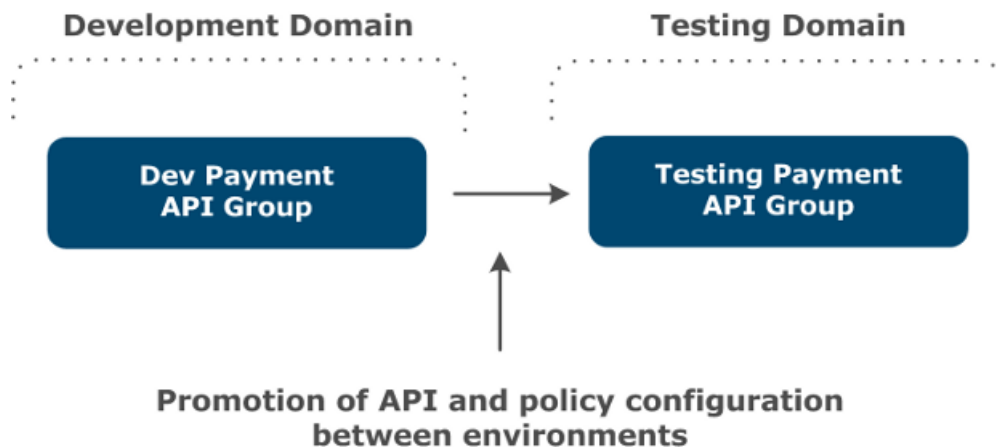 Development Domain
Testing Domain
Dev Payment
API Group
Testing Payment
API Group
Promotion of API and policy configuration
between environments